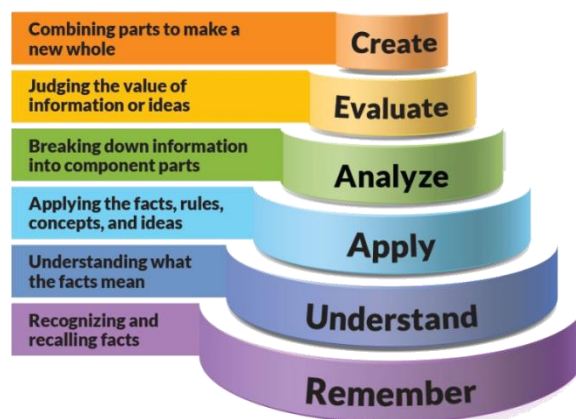 Combining parts to make a
new whole
Create
Judging the value of
information or ideas
Evaluate
Breaking down information
into component parts
Analyze
Applying the facts, rules,
concepts, and ideas
Apply
Understanding what
the facts mean
Understand
Recognizing and
recalling facts
Remember